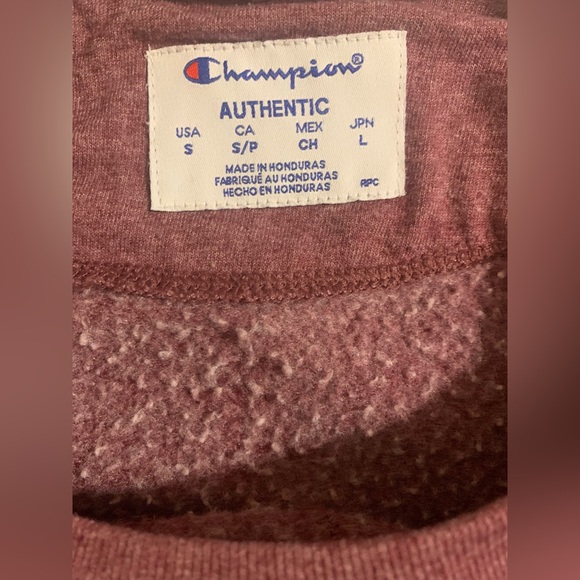 Champion®
AUTHENTIC
USA CA MEX JPN
S S/P CH L
MADE IN HONDURAS
FABRIQUÉ AU HONDURAS
HECHO EN HONDURAS RPC